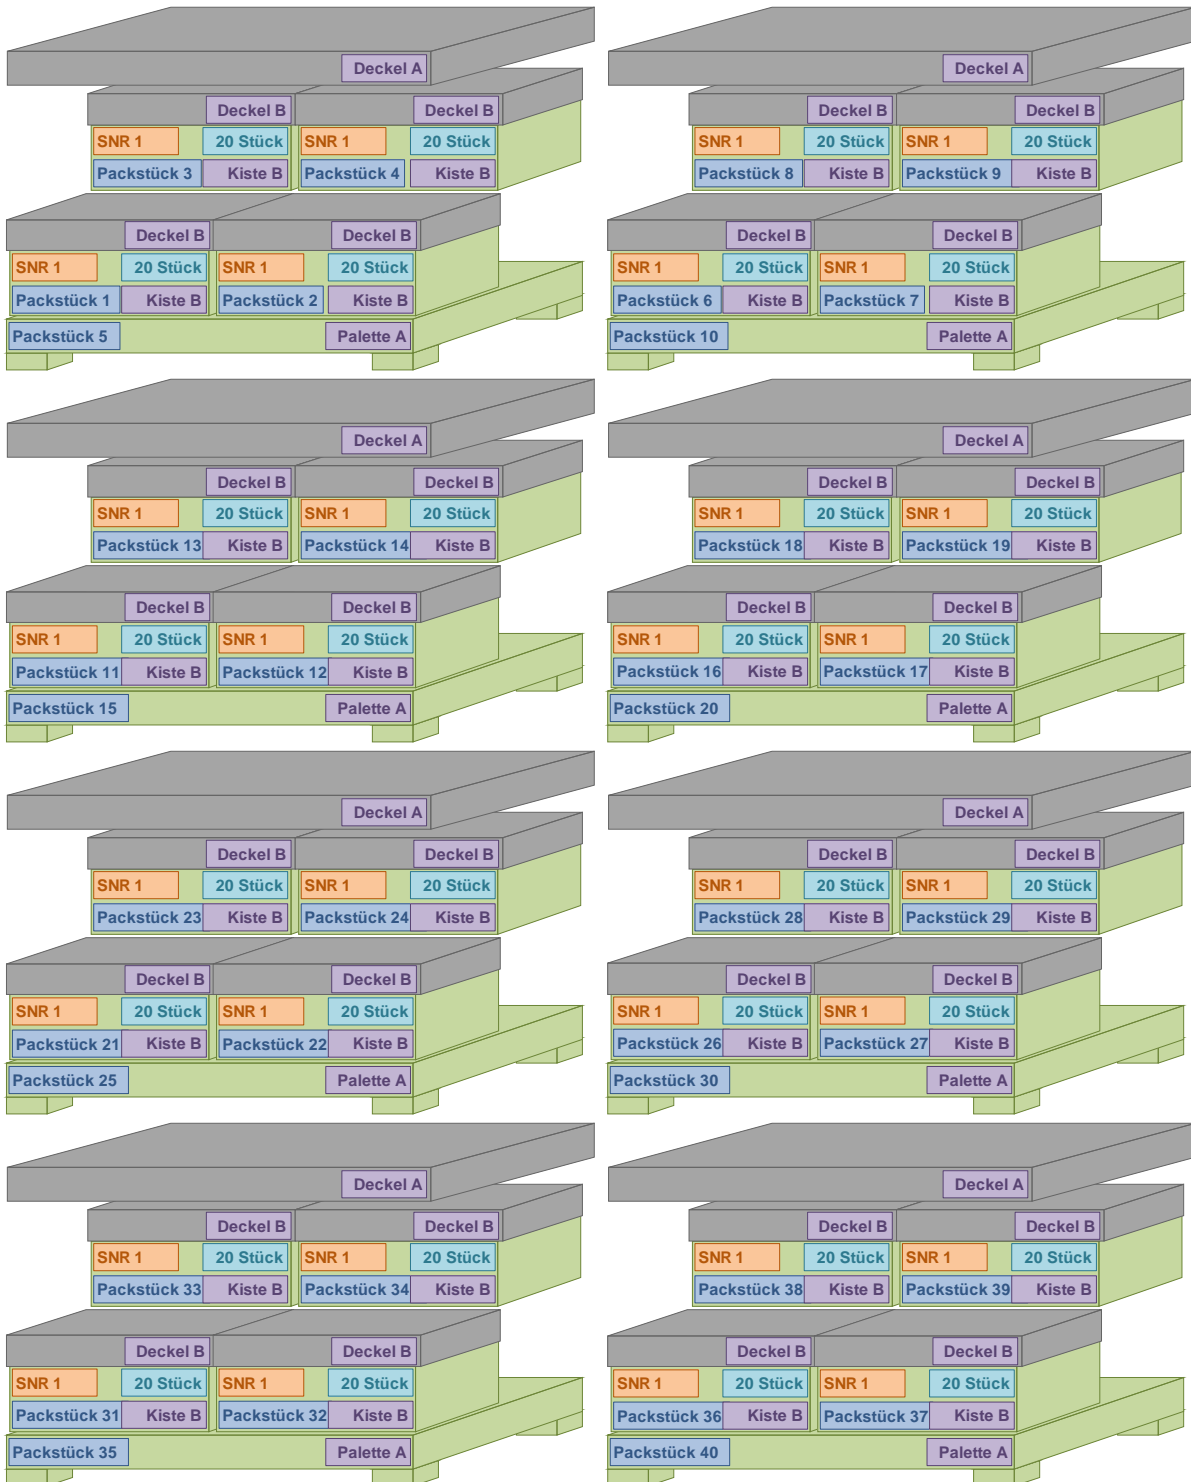 Deckel A
Deckel B Deckel B
SNR 1 20 Stück SNR 1 20 Stück
Packstück 3 Kiste B Packstück 4 Kiste B
Deckel B Deckel B
SNR 1 20 Stück SNR 1 20 Stück
Packstück 1 Kiste B Packstück 2 Kiste B
Packstück 5 Palette A
Deckel A
Deckel B Deckel B
SNR 1 20 Stück SNR 1 20 Stück
Packstück 8 Kiste B Packstück 9 Kiste B
Deckel B Deckel B
SNR 1 20 Stück SNR 1 20 Stück
Packstück 6 Kiste B Packstück 7 Kiste B
Packstück 10 Palette A
Deckel A
Deckel B Deckel B
SNR 1 20 Stück SNR 1 20 Stück
Packstück 13 Kiste B Packstück 14 Kiste B
Deckel B Deckel B
SNR 1 20 Stück SNR 1 20 Stück
Packstück 11 Kiste B Packstück 12 Kiste B
Packstück 15 Palette A
Deckel A
Deckel B Deckel B
SNR 1 20 Stück SNR 1 20 Stück
Packstück 18 Kiste B Packstück 19 Kiste B
Deckel B Deckel B
SNR 1 20 Stück SNR 1 20 Stück
Packstück 16 Kiste B Packstück 17 Kiste B
Packstück 20 Palette A
Deckel A
Deckel B Deckel B
SNR 1 20 Stück SNR 1 20 Stück
Packstück 23 Kiste B Packstück 24 Kiste B
Deckel B Deckel B
SNR 1 20 Stück SNR 1 20 Stück
Packstück 21 Kiste B Packstück 22 Kiste B
Packstück 25 Palette A
Deckel A
Deckel B Deckel B
SNR 1 20 Stück SNR 1 20 Stück
Packstück 28 Kiste B Packstück 29 Kiste B
Deckel B Deckel B
SNR 1 20 Stück SNR 1 20 Stück
Packstück 26 Kiste B Packstück 27 Kiste B
Packstück 30 Palette A
Deckel A
Deckel B Deckel B
SNR 1 20 Stück SNR 1 20 Stück
Packstück 33 Kiste B Packstück 34 Kiste B
Deckel B Deckel B
SNR 1 20 Stück SNR 1 20 Stück
Packstück 31 Kiste B Packstück 32 Kiste B
Packstück 35 Palette A
Deckel A
Deckel B Deckel B
SNR 1 20 Stück SNR 1 20 Stück
Packstück 38 Kiste B Packstück 39 Kiste B
Deckel B Deckel B
SNR 1 20 Stück SNR 1 20 Stück
Packstück 36 Kiste B Packstück 37 Kiste B
Packstück 40 Palette A